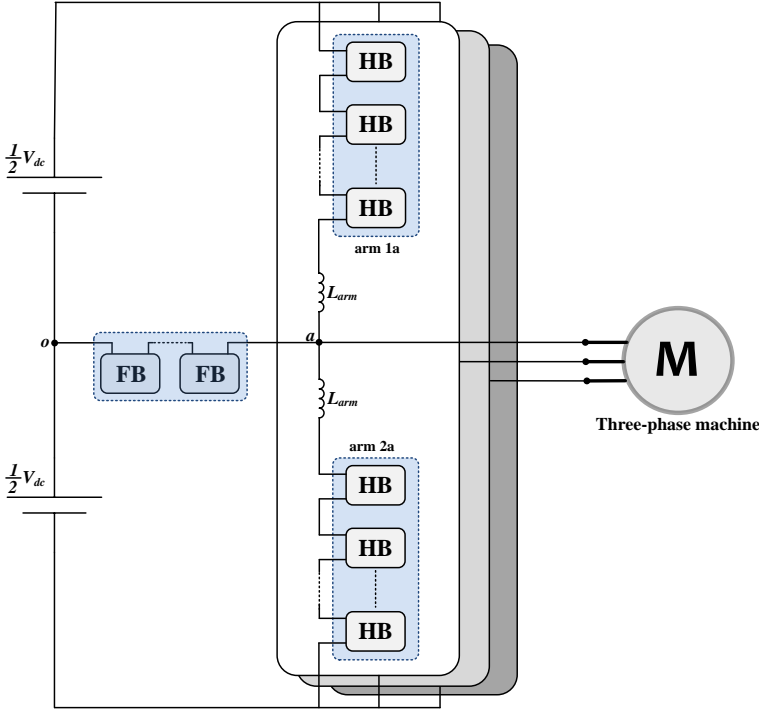 HB
HB
HB
arm 1a
L_arm
½ V_dc
o
FB
FB
a
M
Three-phase machine
L_arm
arm 2a
½ V_dc
HB
HB
HB